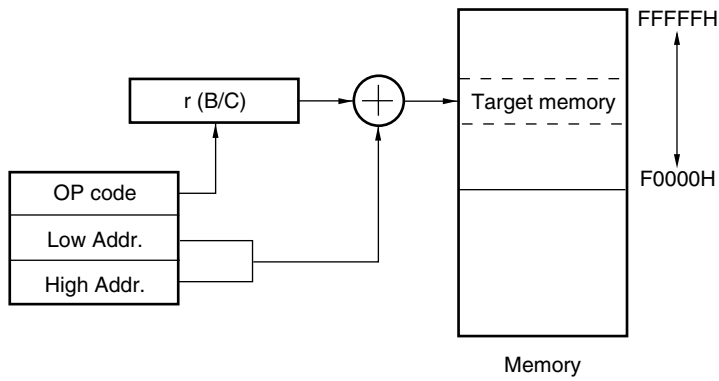 FFFFFH
r (B/C)
Target memory
OP code
F0000H
Low Addr.
High Addr.
Memory